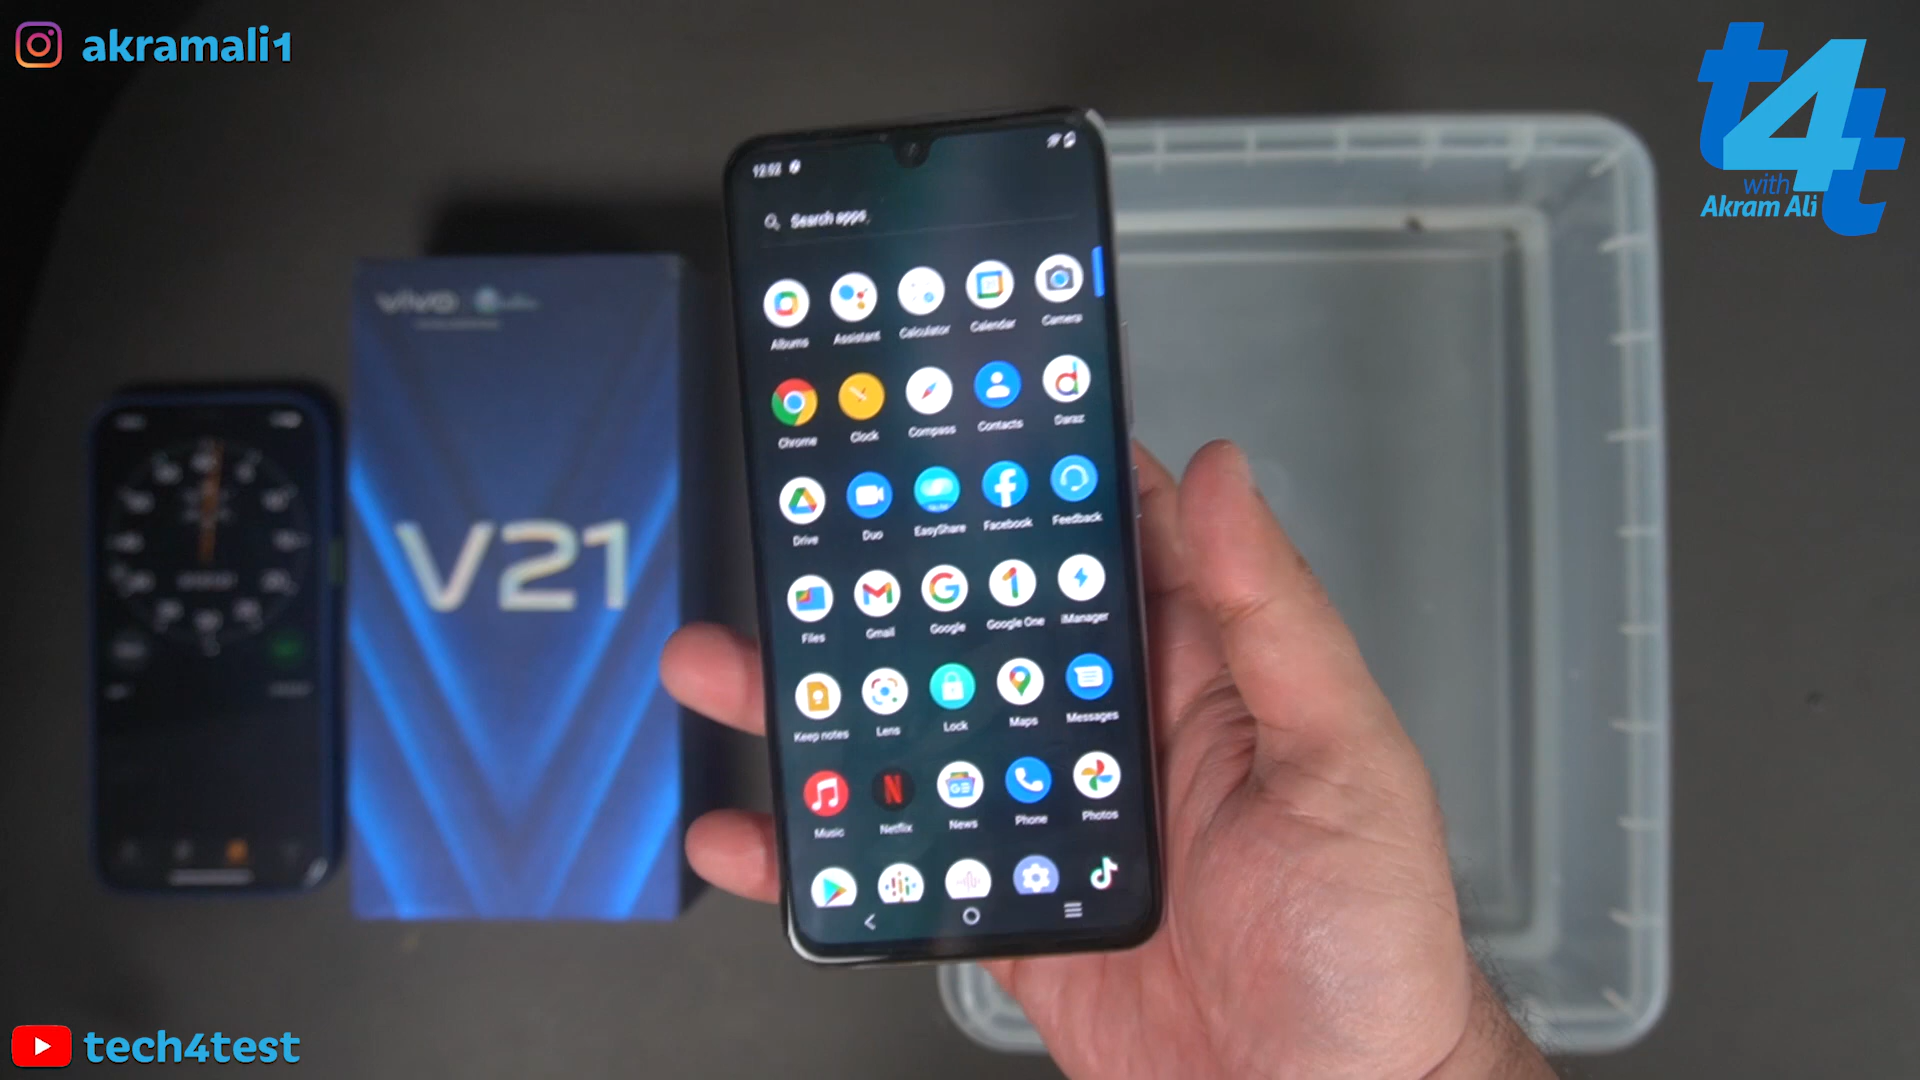 akramali1
t4t
with
Akram Ali
12:02
Search apps
Albums Assistant Calculator Calendar Camera
Chrome Clock Compass Contacts Daraz
Drive Duo EasyShare Facebook Feedback
Files Gmail Google Google One iManager
Keep notes Lens Lock Maps Messages
Music Netflix News Phone Photos
vivo
V21
tech4test